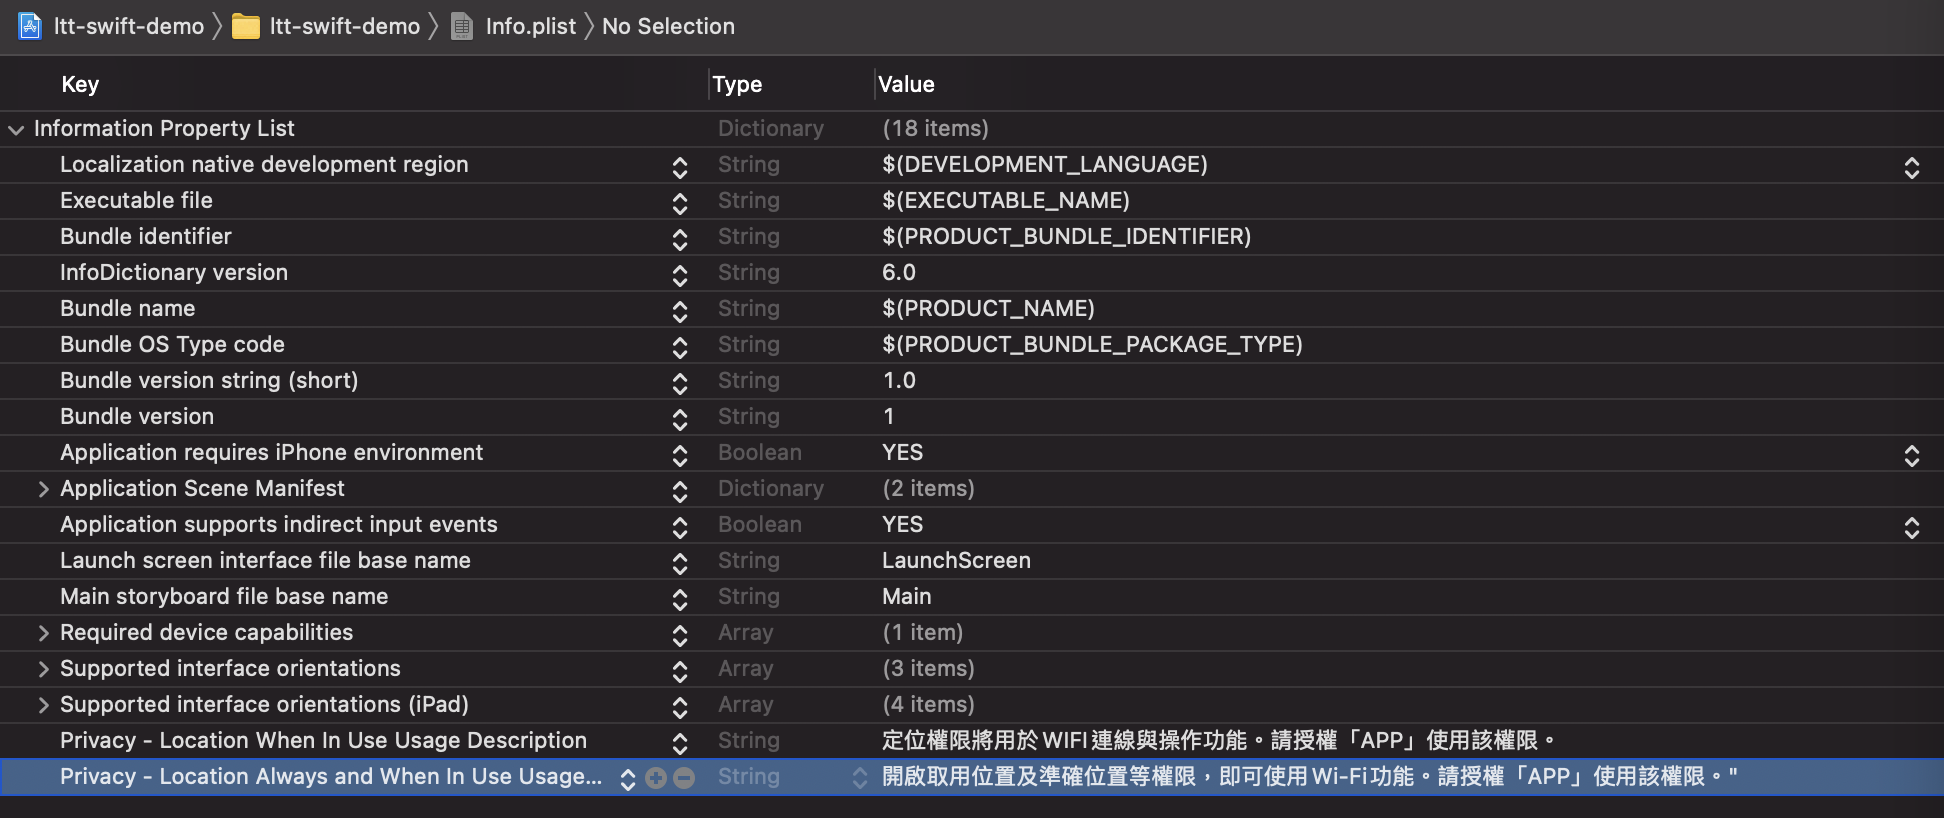 ltt-swift-demo ltt-swift-demo Info.plist No Selection
Key Type Value
Information Property List Dictionary (18 items)
Localization native development region String $(DEVELOPMENT_LANGUAGE)
Executable file String $(EXECUTABLE_NAME)
Bundle identifier String $(PRODUCT_BUNDLE_IDENTIFIER)
InfoDictionary version String 6.0
Bundle name String $(PRODUCT_NAME)
Bundle OS Type code String $(PRODUCT_BUNDLE_PACKAGE_TYPE)
Bundle version string (short) String 1.0
Bundle version String 1
Application requires iPhone environment Boolean YES
Application Scene Manifest Dictionary (2 items)
Application supports indirect input events Boolean YES
Launch screen interface file base name String LaunchScreen
Main storyboard file base name String Main
Required device capabilities Array (1 item)
Supported interface orientations Array (3 items)
Supported interface orientations (iPad) Array (4 items)
Privacy - Location When In Use Usage Description String 定位權限將用於WIFI連線與操作功能。請授權「APP」使用該權限。
Privacy - Location Always and When In Use Usage... String 開啟取用位置及準確位置等權限，即可使用Wi-Fi功能。請授權「APP」使用該權限。"